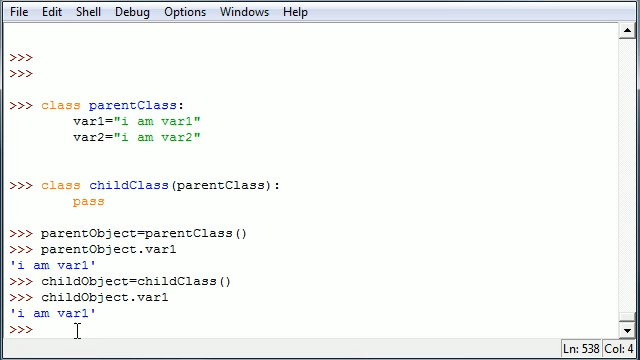 File Edit Shell Debug Options Windows Help
>>>
>>>
>>> class parentClass:
        var1="i am var1"
        var2="i am var2"
>>> class childClass(parentClass):
        pass
>>> parentObject=parentClass()
>>> parentObject.var1
'i am var1'
>>> childObject=childClass()
>>> childObject.var1
'i am var1'
>>>
Ln: 538 Col: 4